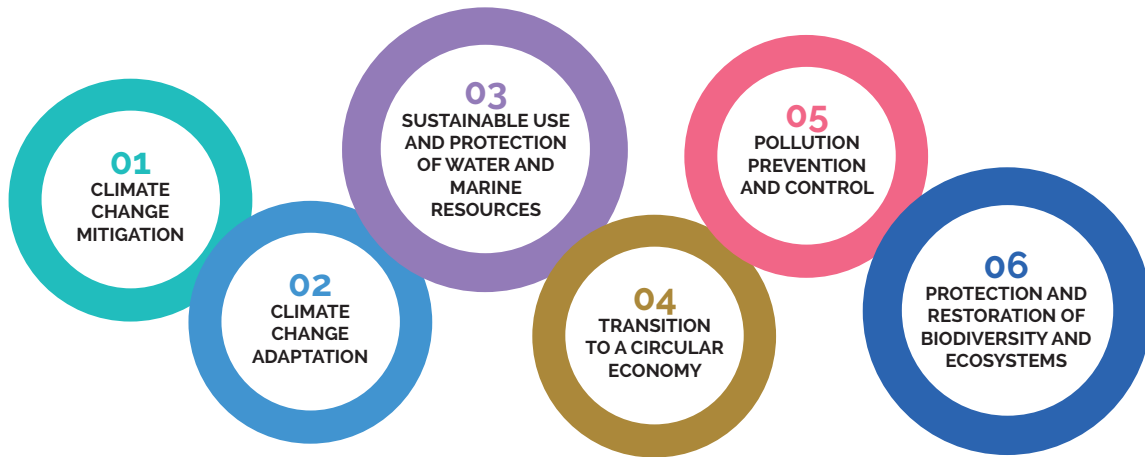 01
CLIMATE
CHANGE
MITIGATION
02
CLIMATE
CHANGE
ADAPTATION
03
SUSTAINABLE USE
AND PROTECTION
OF WATER AND
MARINE
RESOURCES
04
TRANSITION
TO A CIRCULAR
ECONOMY
05
POLLUTION
PREVENTION
AND CONTROL
06
PROTECTION AND
RESTORATION OF
BIODIVERSITY AND
ECOSYSTEMS